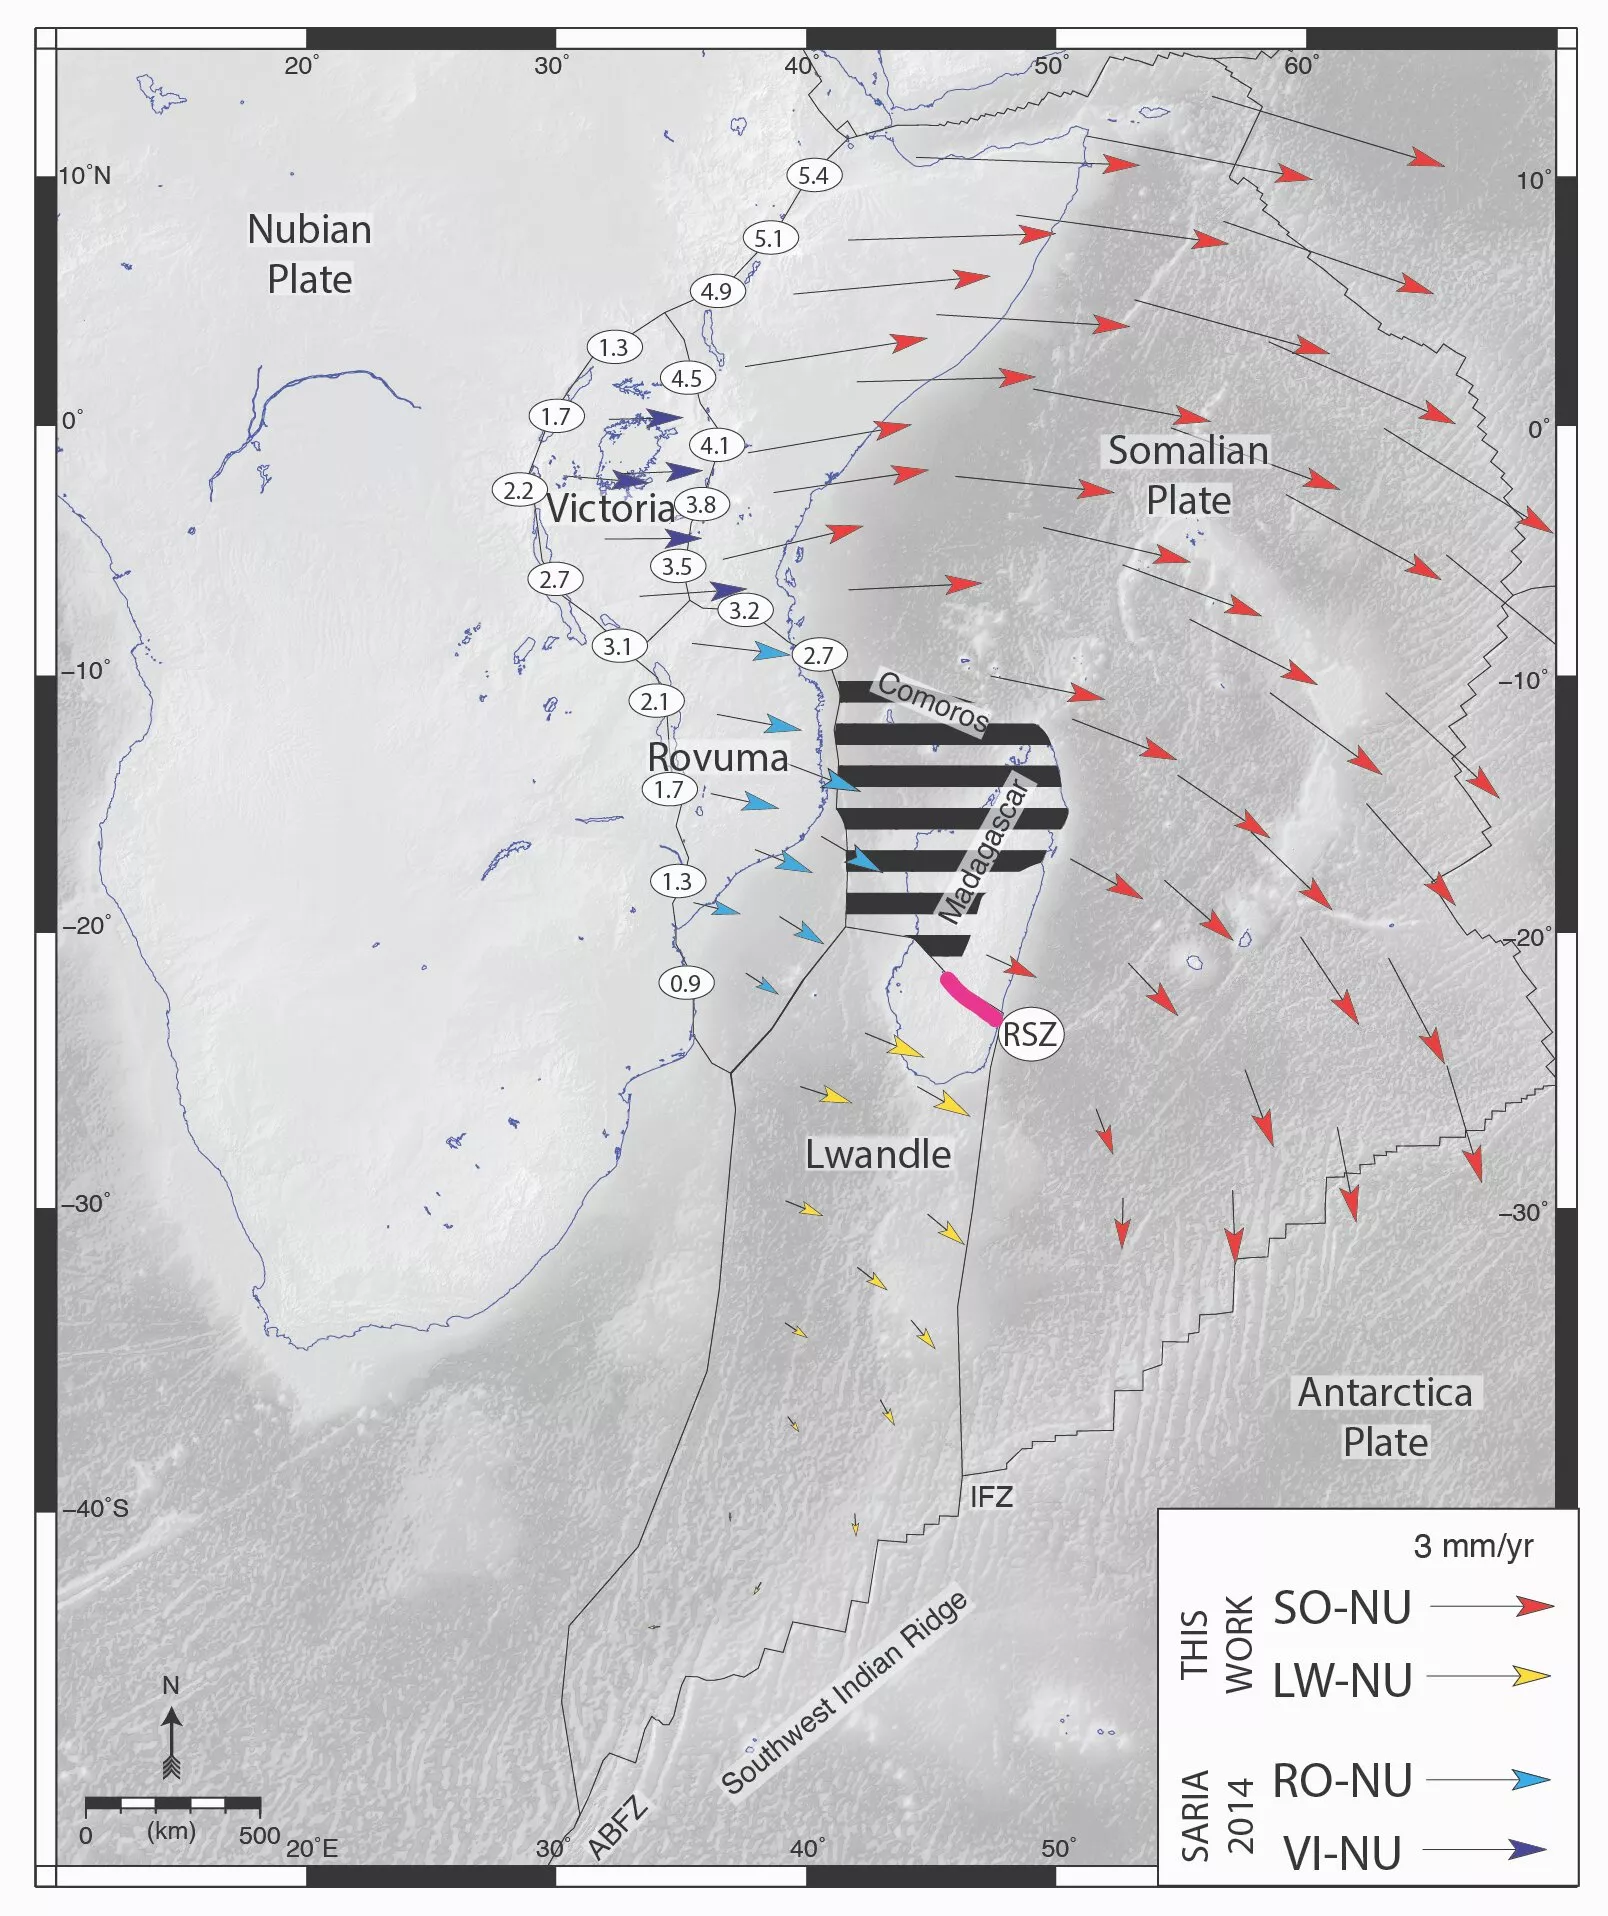 20°
30°
40°
50°
60°
10°N
5.4
10°
Nubian
Plate
5.1
4.9
1.3
4.5
1.7
0°
4.1
0°
Somalian
Plate
2.2
Victoria
3.8
3.5
2.7
3.2
3.1
2.7
–10°
Comoros
–10°
2.1
Rovuma
1.7
Madagascar
1.3
–20°
–20°
0.9
RSZ
Lwandle
–30°
–30°
Antarctica
Plate
IFZ
–40°S
Southwest Indian Ridge
3 mm/yr
THIS
WORK
SO-NU
LW-NU
SARIA
2014
RO-NU
VI-NU
N
0
(km)
500
20°E
30°
ABFZ
40°
50°